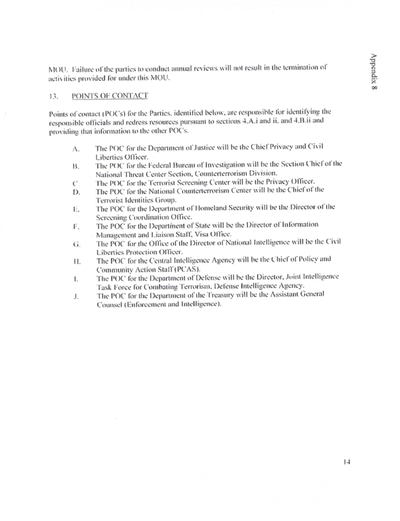 Appendix 8
MOU. Failure of the parties to conduct annual reviews will not result in the termination of
activities provided for under this MOU.
13. POINTS OF CONTACT
Points of contact (POCs) for the Parties, identified below, are responsible for identifying the
responsible officials and redress resources pursuant to sections 4.A.i and ii, and 4.B.ii and
providing that information to the other POCs.
A. The POC for the Department of Justice will be the Chief Privacy and Civil
Liberties Officer.
B. The POC for the Federal Bureau of Investigation will be the Section Chief of the
National Threat Center Section, Counterterrorism Division.
C The POC for the Terrorist Screening Center will be the Privacy Officer.
D. The POC for the National Counterterrorism Center will be the Chief of the
Terrorist Identities Group.
E. The POC for the Department of Homeland Security will be the Director of the
Screening Coordination Office.
F. The POC for the Department of State will be the Director of Information
Management and Liaison Staff, Visa Office.
G. The POC for the Office of the Director of National Intelligence will be the Civil
Liberties Protection Officer.
H. The POC for the Central Intelligence Agency will be the Chief of Policy and
Community Action Staff (PCAS).
I. The POC for the Department of Defense will be the Director, Joint Intelligence
Task Force for Combating Terrorism, Defense Intelligence Agency.
J. The POC for the Department of the Treasury will be the Assistant General
Counsel (Enforcement and Intelligence).
14